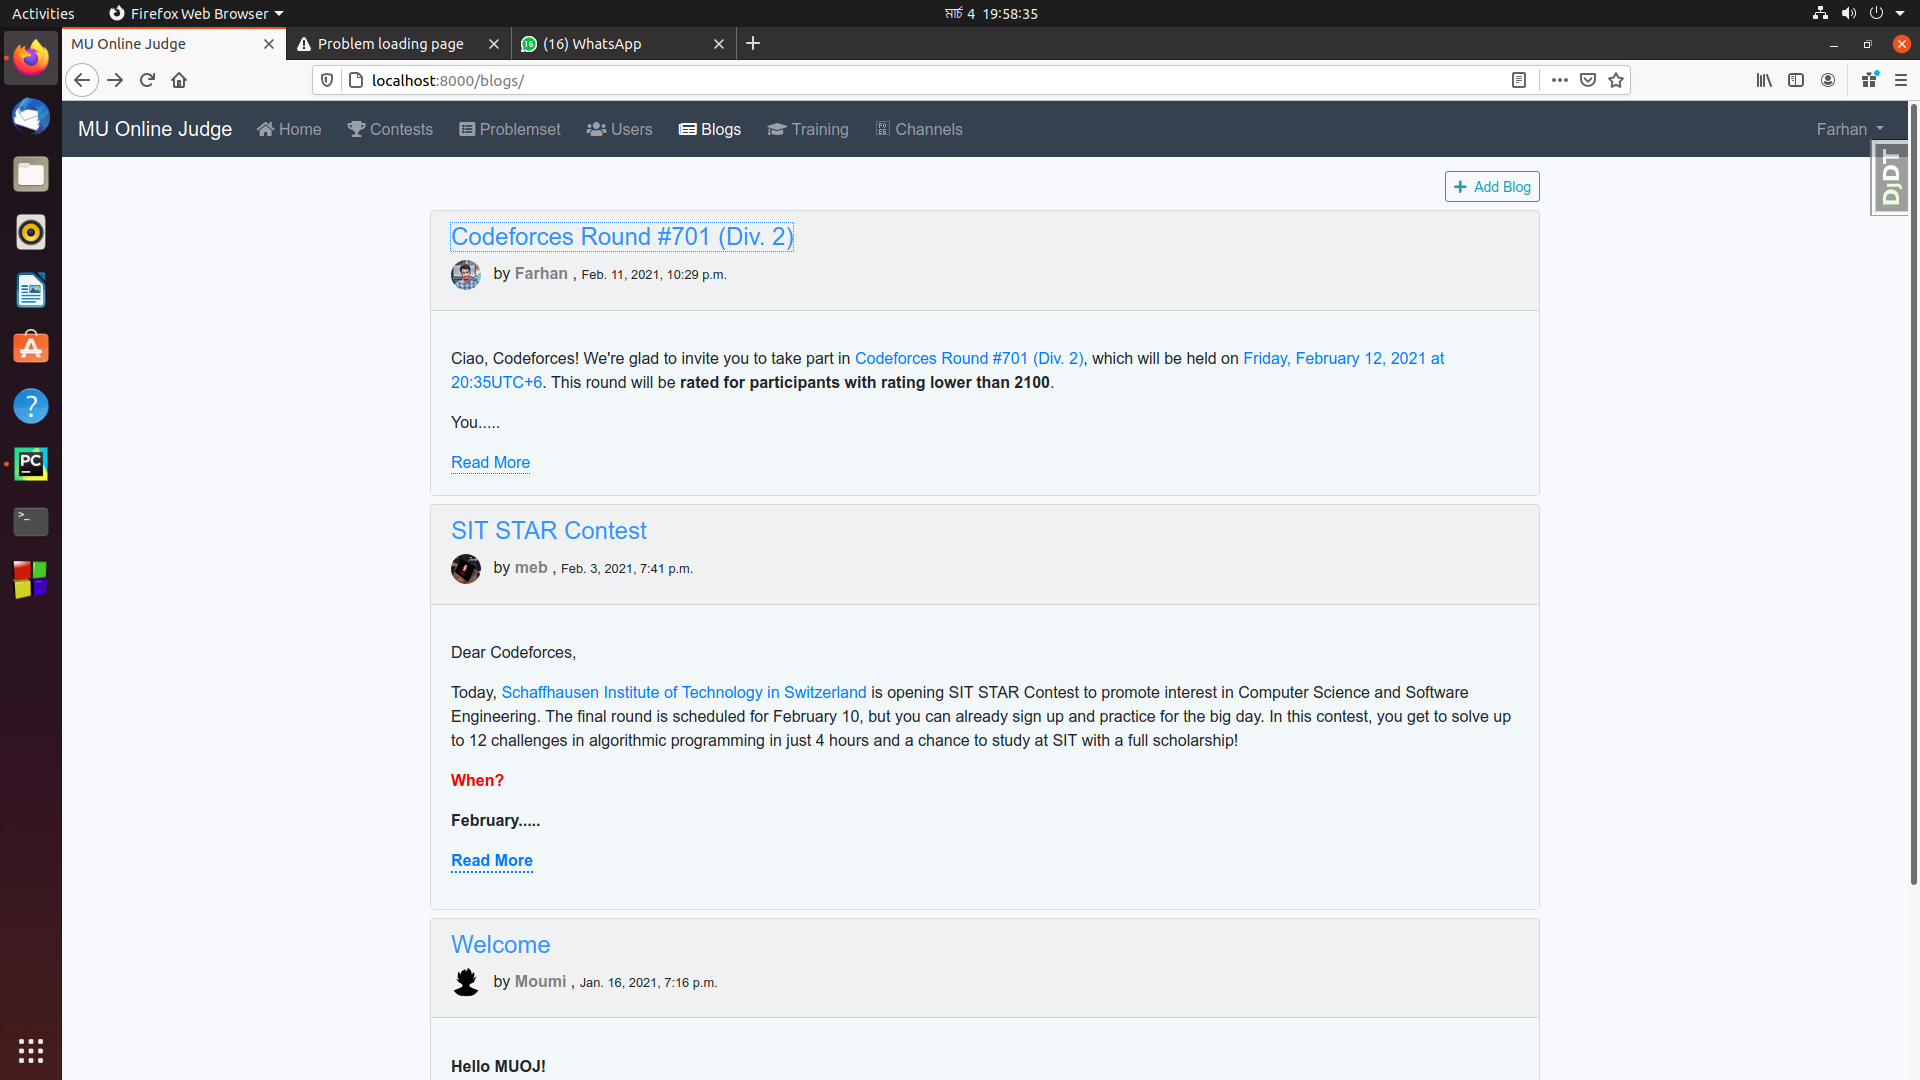 Activities
Firefox Web Browser
মার্চ 4 19:58:35
MU Online Judge
Problem loading page
(16) WhatsApp
localhost:8000/blogs/
MU Online Judge
Home
Contests
Problemset
Users
Blogs
Training
Channels
Farhan
DjDT
Add Blog
Codeforces Round #701 (Div. 2)
by Farhan , Feb. 11, 2021, 10:29 p.m.
Ciao, Codeforces! We're glad to invite you to take part in Codeforces Round #701 (Div. 2), which will be held on Friday, February 12, 2021 at
20:35UTC+6. This round will be rated for participants with rating lower than 2100.
You.....
Read More
SIT STAR Contest
by meb , Feb. 3, 2021, 7:41 p.m.
Dear Codeforces,
Today, Schaffhausen Institute of Technology in Switzerland is opening SIT STAR Contest to promote interest in Computer Science and Software
Engineering. The final round is scheduled for February 10, but you can already sign up and practice for the big day. In this contest, you get to solve up
to 12 challenges in algorithmic programming in just 4 hours and a chance to study at SIT with a full scholarship!
When?
February.....
Read More
Welcome
by Moumi , Jan. 16, 2021, 7:16 p.m.
Hello MUOJ!
PC